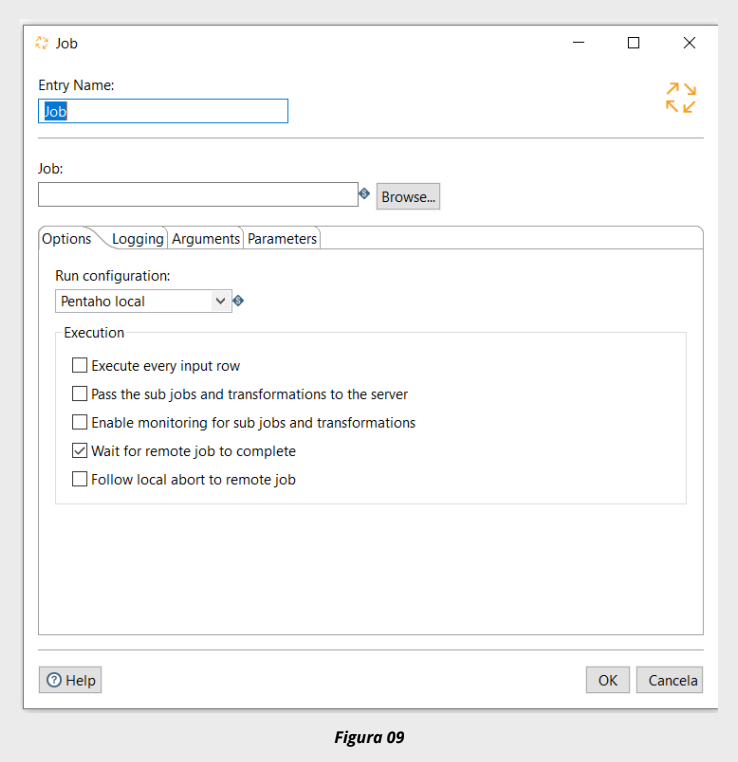 Job
Entry Name:
Job
Job:
Browse...
Options Logging Arguments Parameters
Run configuration:
Pentaho local
Execution
Execute every input row
Pass the sub jobs and transformations to the server
Enable monitoring for sub jobs and transformations
Wait for remote job to complete
Follow local abort to remote job
Help OK Cancela
Figura 09